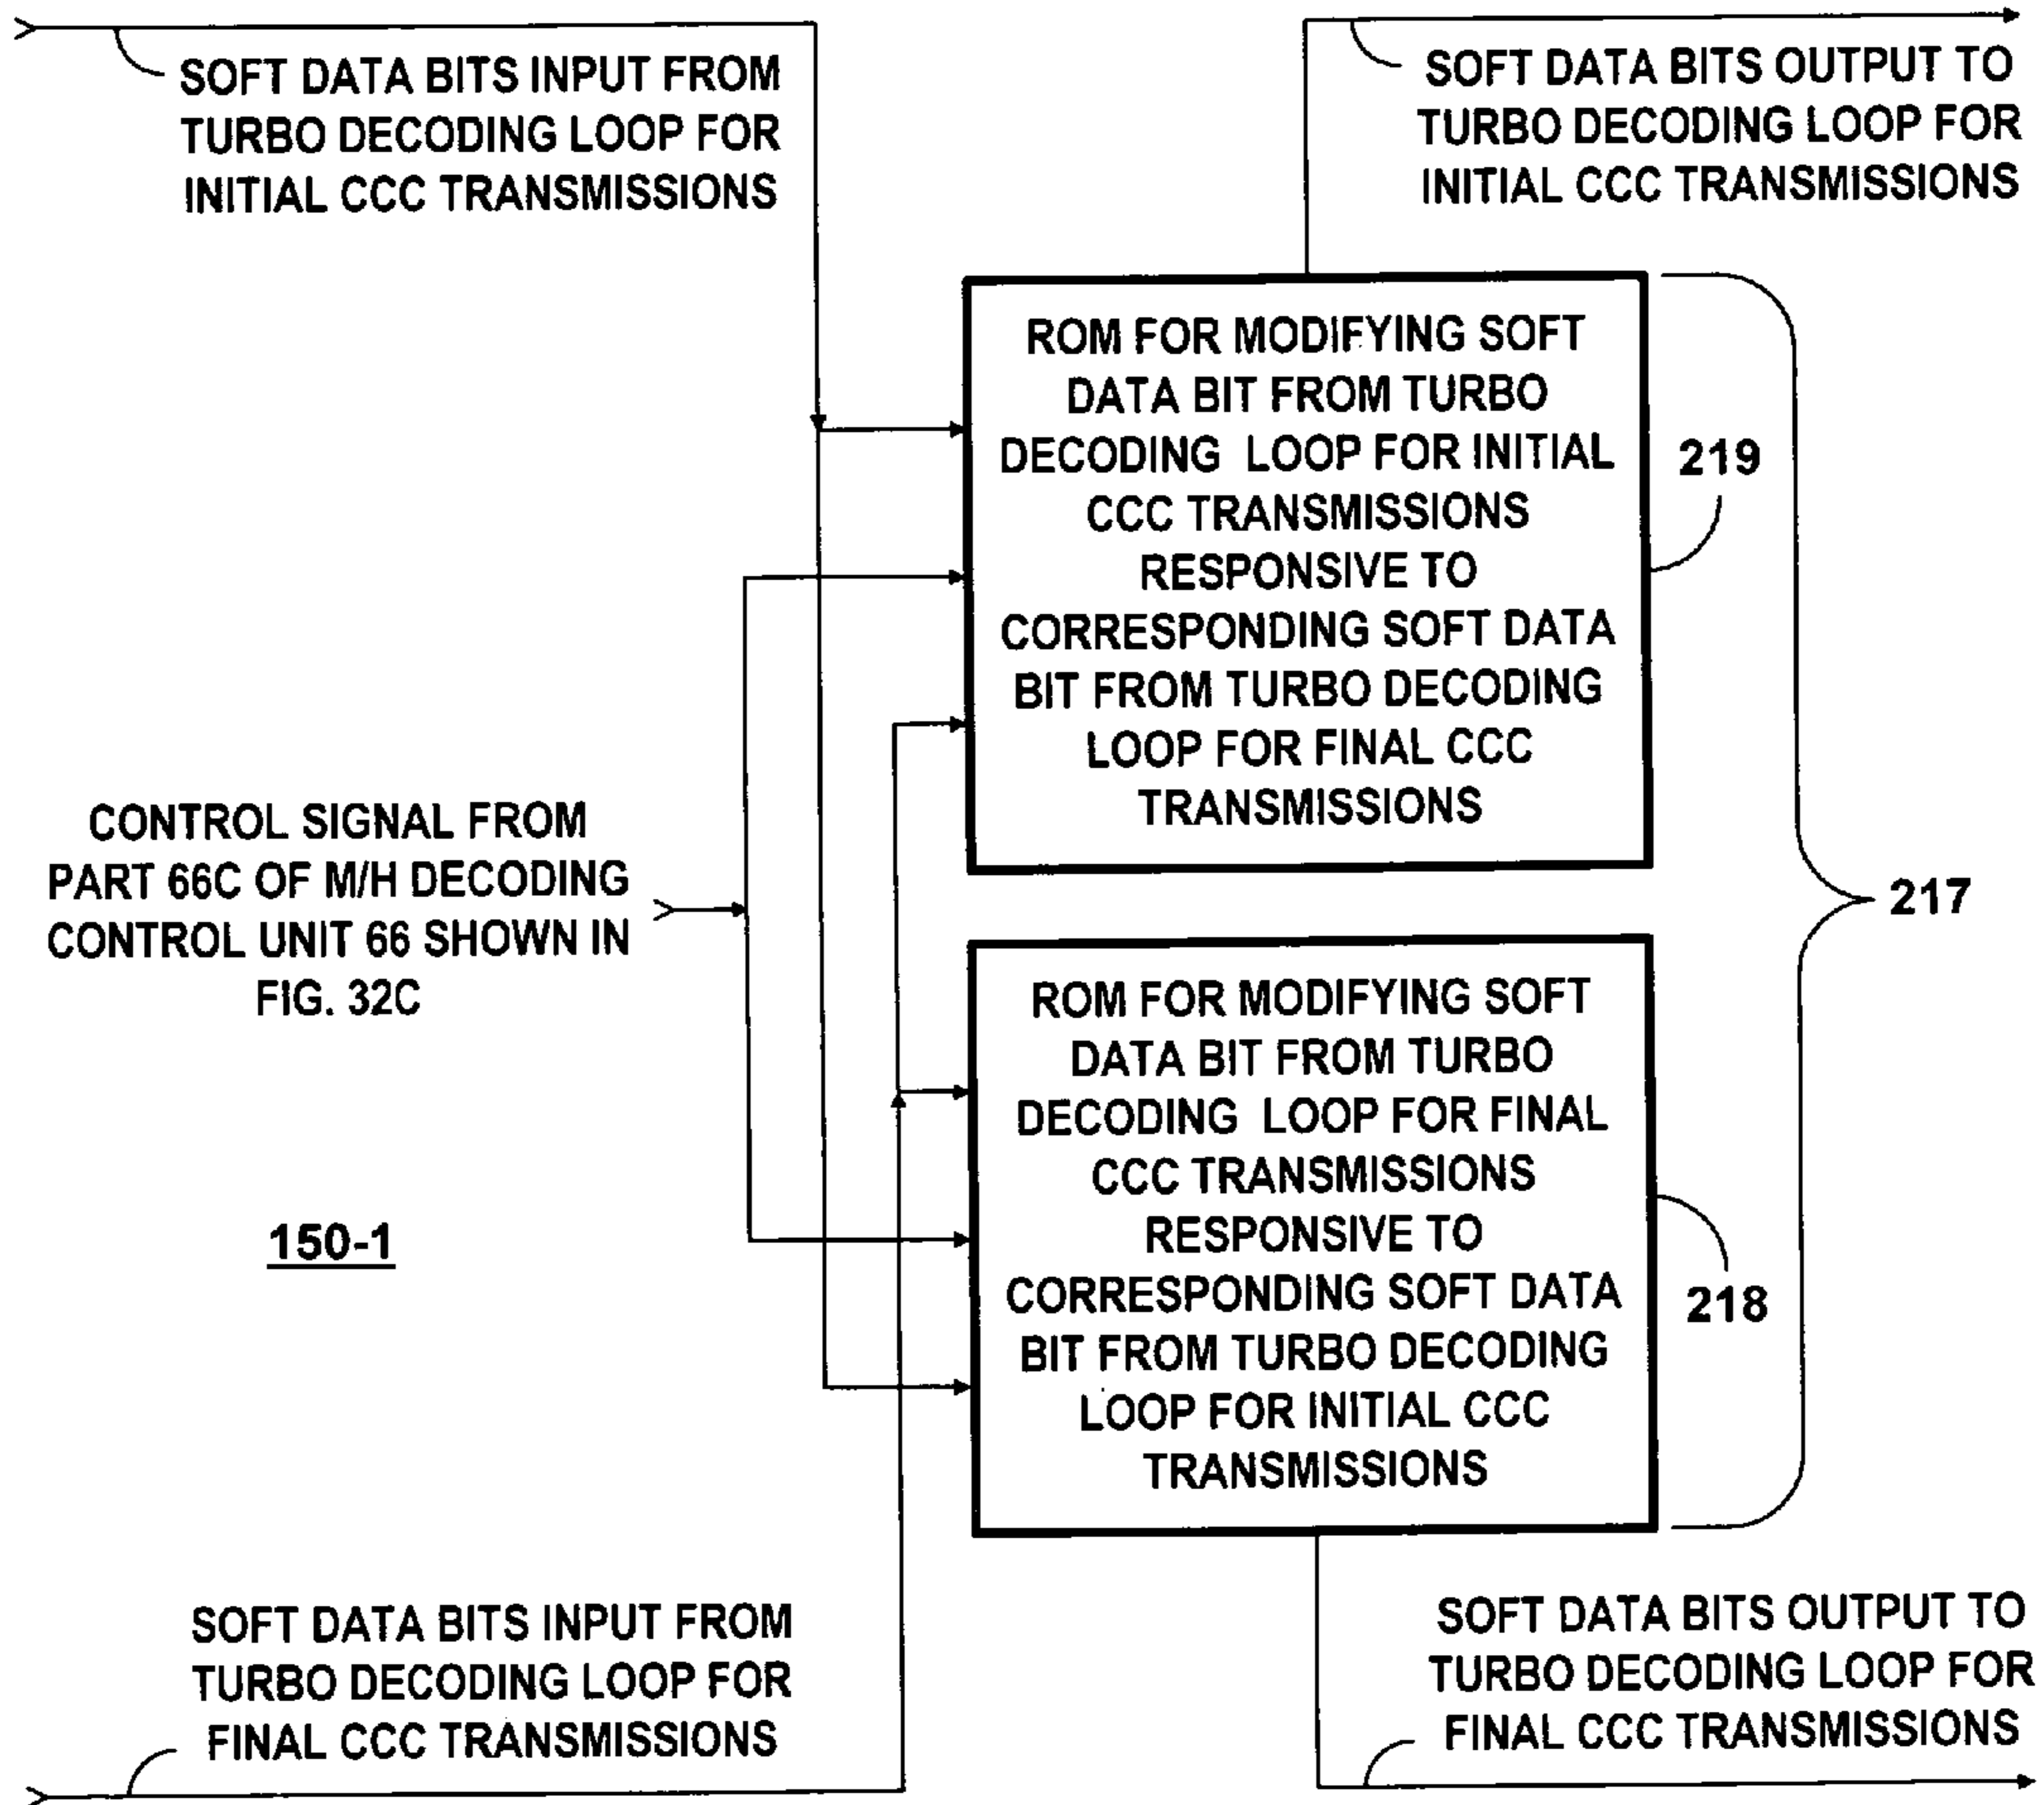 SOFT DATA BITS INPUT FROM
TURBO DECODING LOOP FOR
INITIAL CCC TRANSMISSIONS
SOFT DATA BITS OUTPUT TO
TURBO DECODING LOOP FOR
INITIAL CCC TRANSMISSIONS
ROM FOR MODIFYING SOFT
DATA BIT FROM TURBO
DECODING LOOP FOR INITIAL
CCC TRANSMISSIONS
RESPONSIVE TO
CORRESPONDING SOFT DATA
BIT FROM TURBO DECODING
LOOP FOR FINAL CCC
TRANSMISSIONS
219
CONTROL SIGNAL FROM
PART 66C OF M/H DECODING
CONTROL UNIT 66 SHOWN IN
FIG. 32C
217
ROM FOR MODIFYING SOFT
DATA BIT FROM TURBO
DECODING LOOP FOR FINAL
CCC TRANSMISSIONS
RESPONSIVE TO
CORRESPONDING SOFT DATA
BIT FROM TURBO DECODING
LOOP FOR INITIAL CCC
TRANSMISSIONS
150-1
218
SOFT DATA BITS INPUT FROM
TURBO DECODING LOOP FOR
FINAL CCC TRANSMISSIONS
SOFT DATA BITS OUTPUT TO
TURBO DECODING LOOP FOR
FINAL CCC TRANSMISSIONS